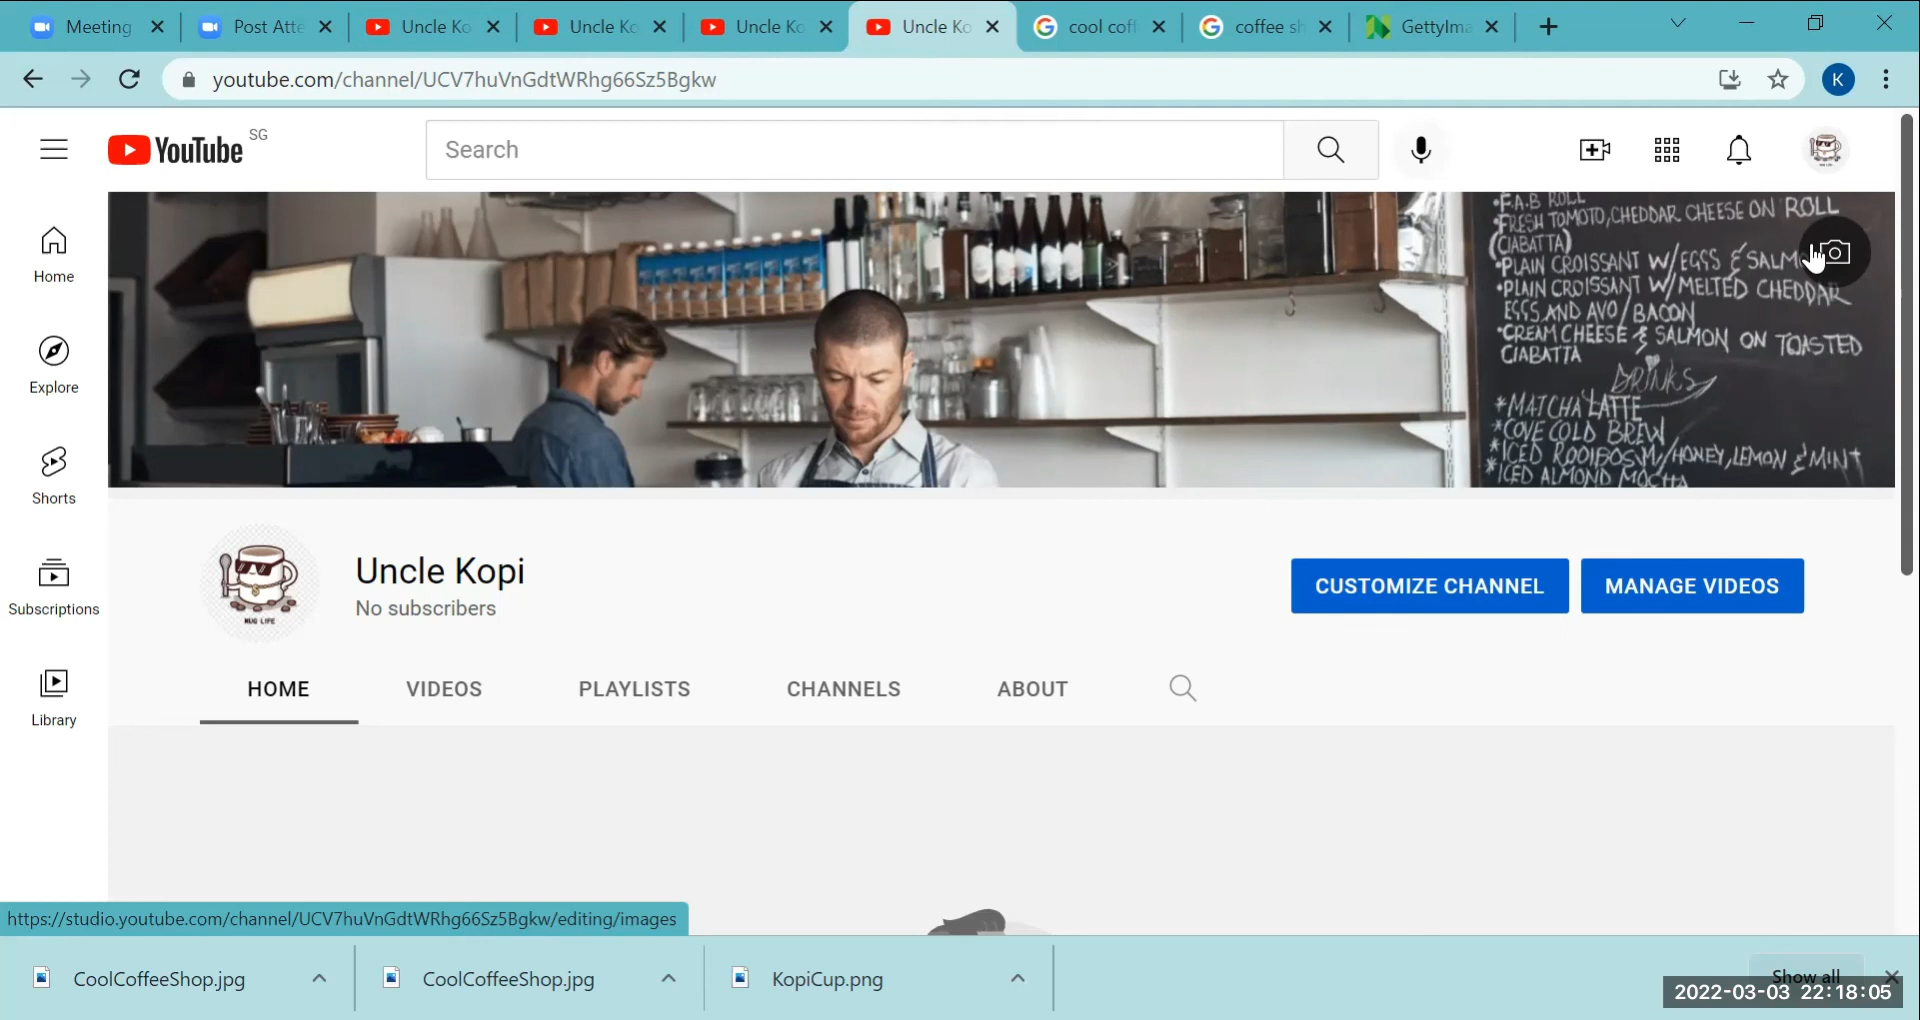 Meeting
Post Atte
Uncle Ko
Uncle Ko
Uncle Ko
Uncle Ko
cool coff
coffee sh
GettyIma
youtube.com/channel/UCV7huVnGdtWRhg66Sz5Bgkw
K
YouTube
SG
Search
Home
Explore
Shorts
Subscriptions
Library
•F.A.B ROLL
•FRESH TOMOTO, CHEDDAR CHEESE ON ROLL
(CIABATTA)
•PLAIN CROISSANT W/EGGS & SALM
•PLAIN CROISSANT W/MELTED CHEDDAR
EGGS AND AVO/BACON
•CREAM CHEESE & SALMON ON TOASTED
CIABATTA
DRINKS
*MATCHA LATTE
*COVE COLD BREW
*ICED ROOIBOS W/HONEY, LEMON & MINT
*ICED ALMOND MOCHA
MUG LIFE
Uncle Kopi
No subscribers
CUSTOMIZE CHANNEL
MANAGE VIDEOS
HOME
VIDEOS
PLAYLISTS
CHANNELS
ABOUT
https://studio.youtube.com/channel/UCV7huVnGdtWRhg66Sz5Bgkw/editing/images
CoolCoffeeShop.jpg
CoolCoffeeShop.jpg
KopiCup.png
Show all
2022-03-03 22:18:05